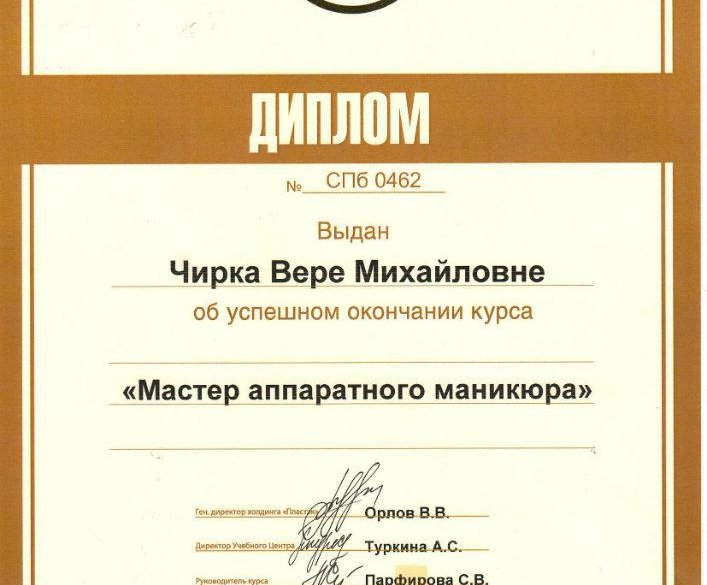 ДИПЛОМ
№ СПб 0462
Выдан
Чирка Вере Михайловне
об успешном окончании курса
«Мастер аппаратного маникюра»
Ген. директор холдинга «Пластэк» Орлов В.В.
Директор Учебного Центра Туркина А.С.
Руководитель курса Парфирова С.В.